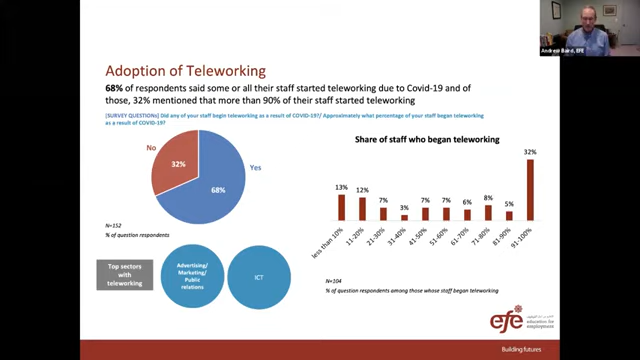 Andrew Baird, EFE
Adoption of Teleworking
68% of respondents said some or all their staff started teleworking due to Covid-19 and of
those, 32% mentioned that more than 90% of their staff started teleworking
[SURVEY QUESTIONS] Did any of your staff begin teleworking as a result of COVID-19?/ Approximately what percentage of your staff began teleworking
as a result of COVID-19?
No
32%
68%
Yes
N=152
% of question respondents
Top sectors
with
teleworking
Advertising/
Marketing/
Public
relations
ICT
Share of staff who began teleworking
13%
12%
7%
3%
7%
7%
6%
8%
5%
32%
less than 10%
11-20%
21-30%
31-40%
41-50%
51-60%
61-70%
71-80%
81-90%
91-100%
N=104
% of question respondents among those whose staff began teleworking
efe
education for
employment
Building futures